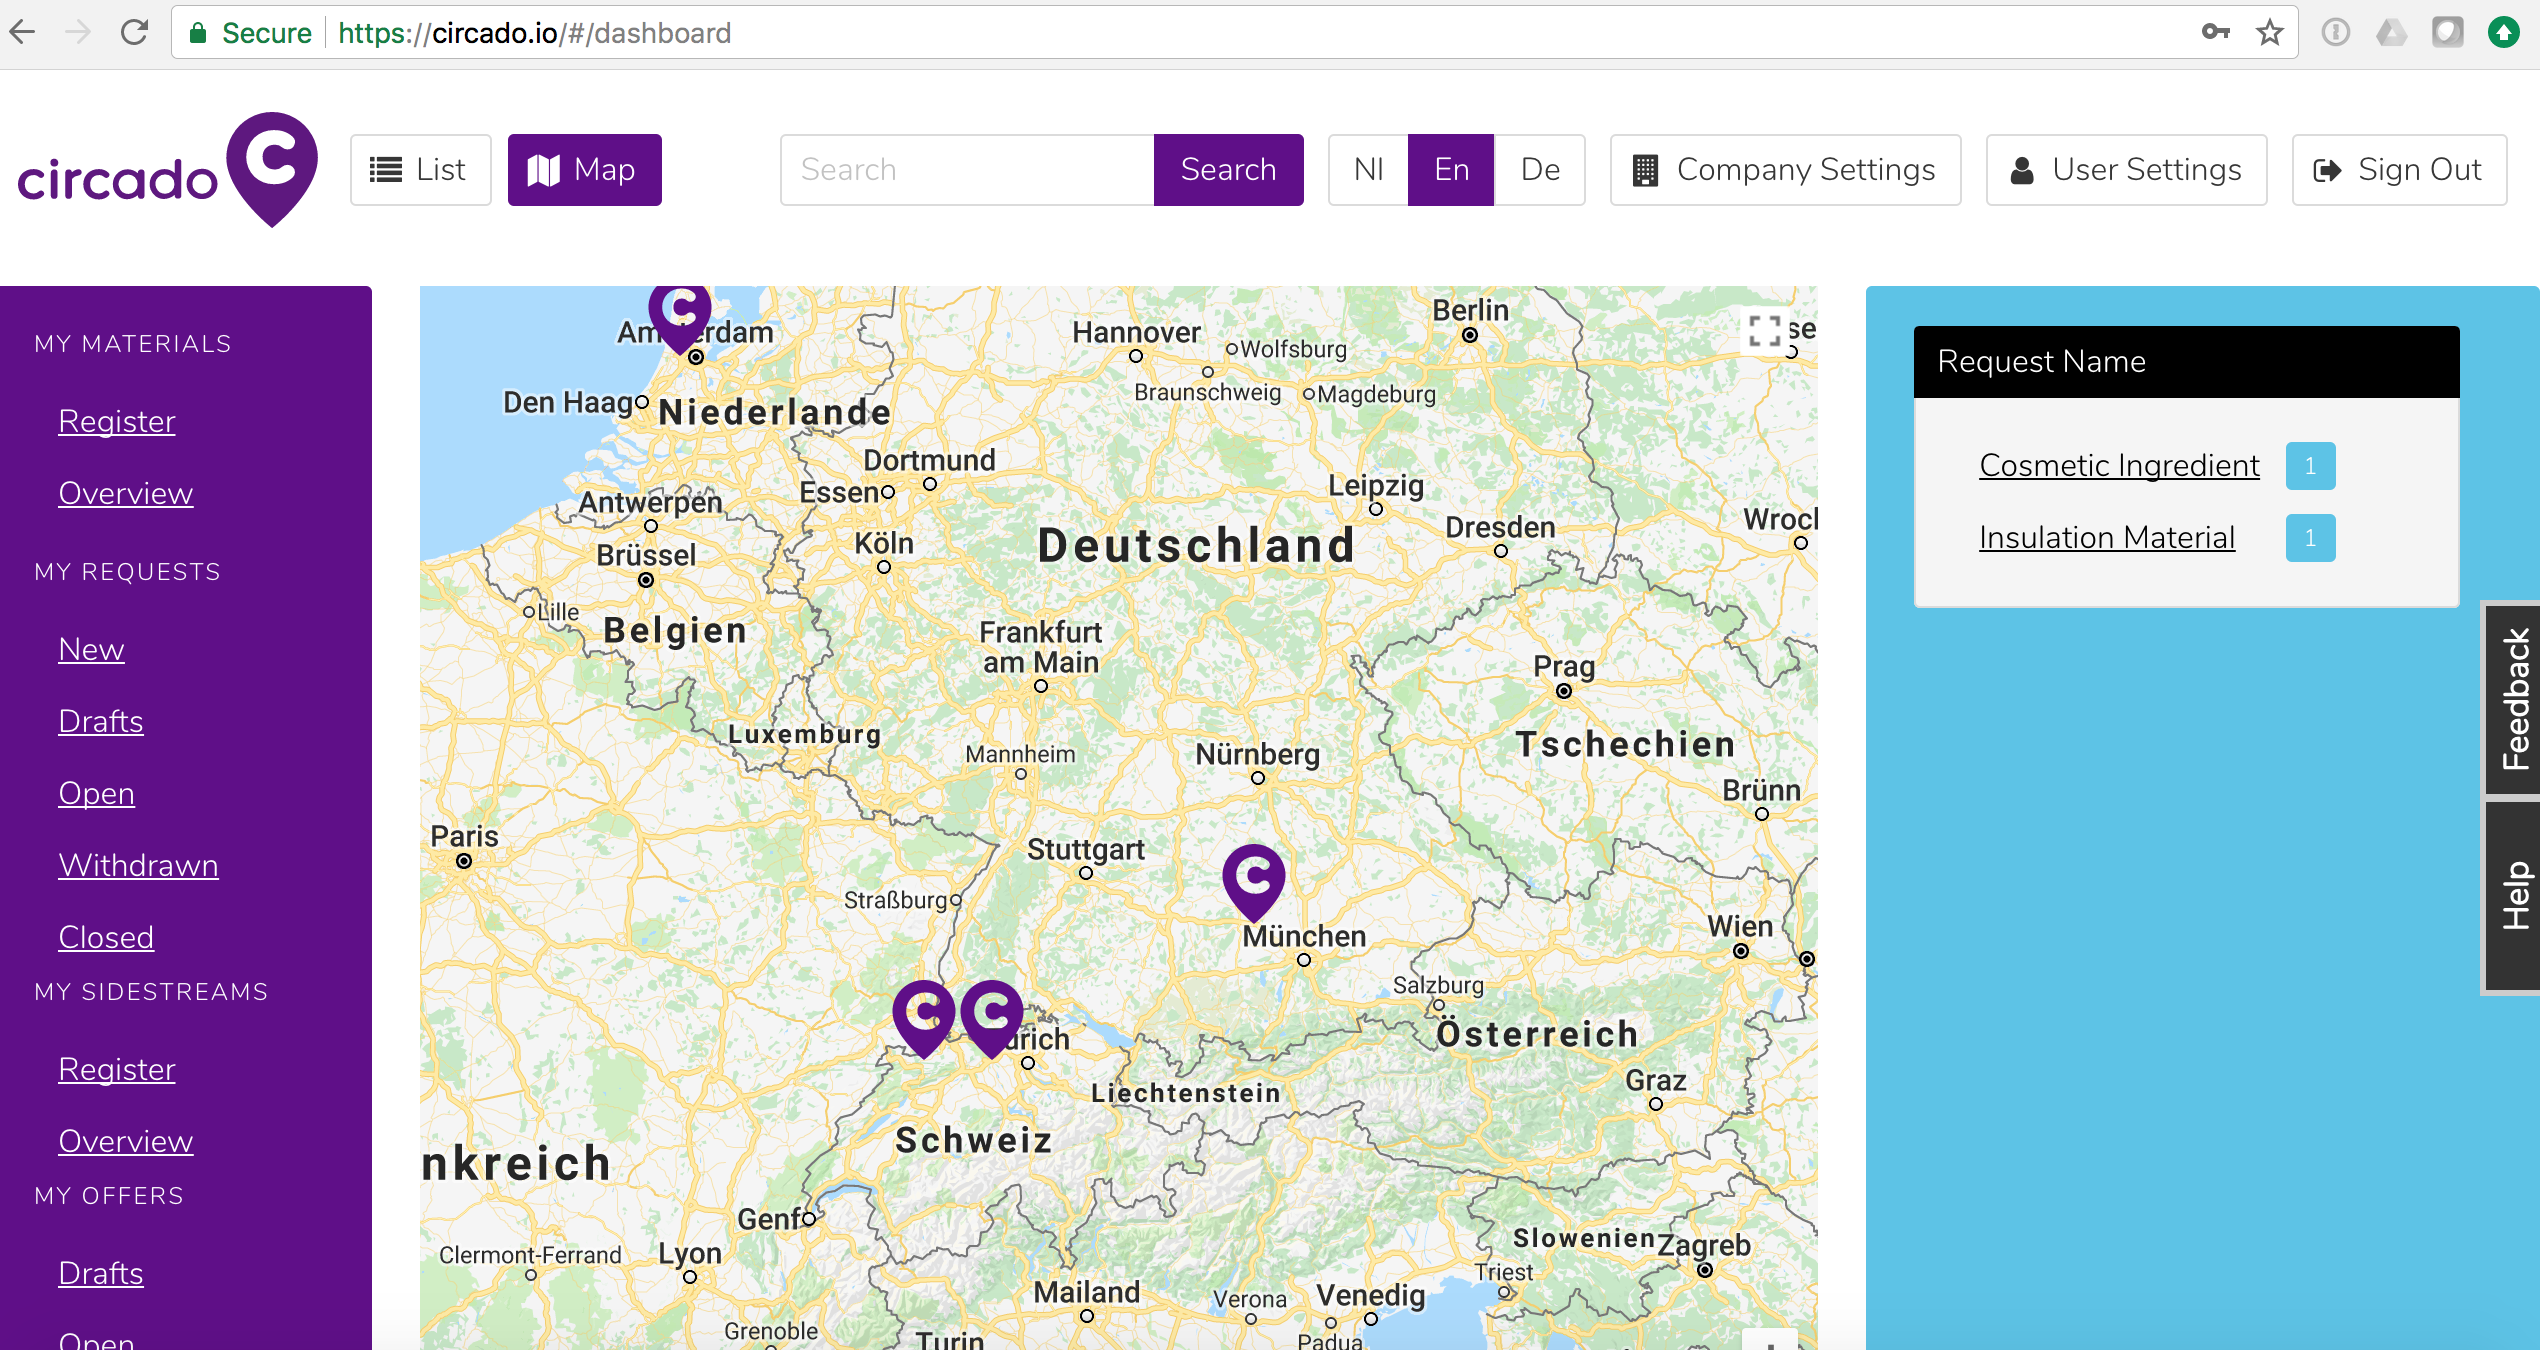 Secure https://circado.io/#/dashboard
circado C
List
Map
Search
Search
Nl
En
De
Company Settings
User Settings
Sign Out
MY MATERIALS
Register
Overview
MY REQUESTS
New
Drafts
Open
Withdrawn
Closed
MY SIDESTREAMS
Register
Overview
MY OFFERS
Drafts
Open
Berlin
Hannover
Wolfsburg
Braunschweig
Magdeburg
Den Haag
Niederlande
Dortmund
Essen
Leipzig
Antwerpen
Dresden
Brüssel
Köln
Deutschland
Lille
Belgien
Frankfurt
am Main
Prag
Luxemburg
Mannheim
Nürnberg
Tschechien
Brünn
Paris
Stuttgart
Straßburg
C
München
Wien
Salzburg
C
C
Österreich
Liechtenstein
Graz
Schweiz
nkreich
Genf
Slowenien
Zagreb
Clermont-Ferrand
Lyon
Triest
Mailand
Verona
Venedig
Grenoble
Turin
Padua
Request Name
Cosmetic Ingredient 1
Insulation Material 1
Feedback
Help